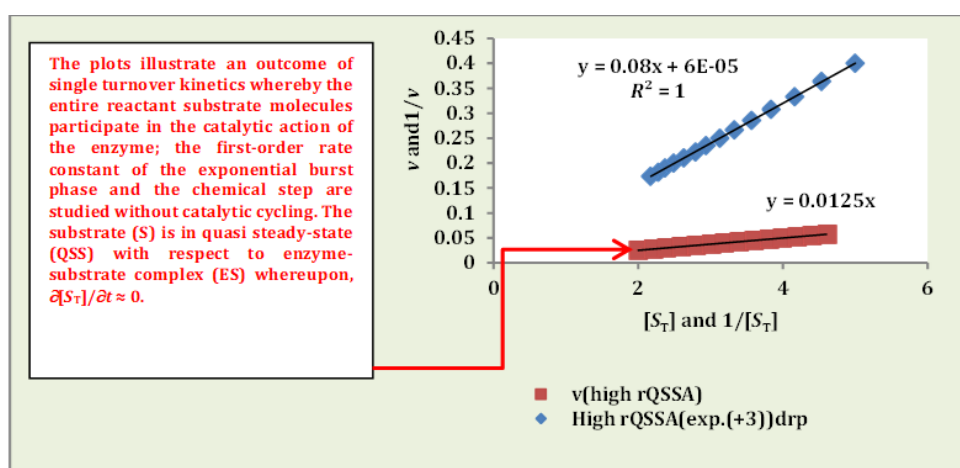 The plots illustrate an outcome of
single turnover kinetics whereby the
entire reactant substrate molecules
participate in the catalytic action of
the enzyme; the first-order rate
constant of the exponential burst
phase and the chemical step are
studied without catalytic cycling. The
substrate (S) is in quasi steady-state
(QSS) with respect to enzyme-
substrate complex (ES) whereupon,
∂[S_T]/∂t ≈ 0.
v and1/v
0.45
0.4
0.35
0.3
0.25
0.2
0.15
0.1
0.05
0
y = 0.08x + 6E-05
R² = 1
y = 0.0125x
0
2
4
6
[S_T] and 1/[S_T]
v(high rQSSA)
High rQSSA(exp.(+3))drp